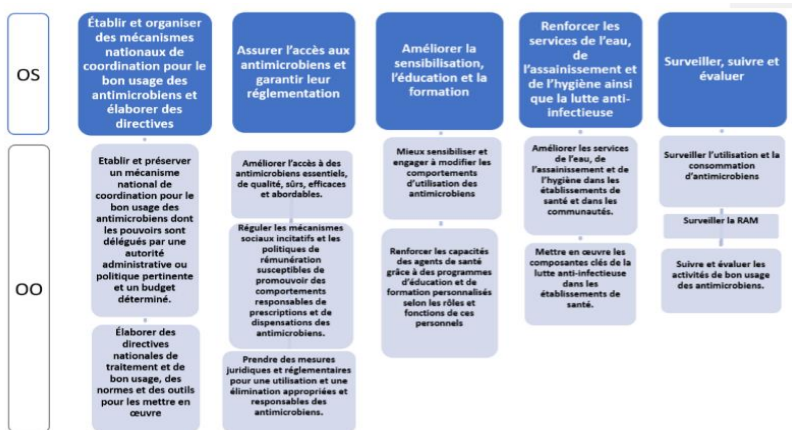 OS
Établir et organiser
des mécanismes
nationaux de
coordination pour le
bon usage des
antimicrobiens et
élaborer des
directives
Assurer l’accès aux
antimicrobiens et
garantir leur
réglementation
Améliorer la
sensibilisation,
l’éducation et la
formation
Renforcer les
services de l’eau,
de
l’assainissement et
de l’hygiène ainsi
que la lutte anti-
infectieuse
Surveiller, suivre et
évaluer
OO
Etablir et préserver
un mécanisme
national de
coordination pour le
bon usage des
antimicrobiens dont
les pouvoirs sont
délégués par une
autorité
administrative ou
politique pertinente
et un budget
déterminé.
Élaborer des
directives
nationales de
traitement et de
bon usage, des
normes et des outils
pour les mettre en
œuvre
Améliorer l’accès à des
antimicrobiens essentiels,
de qualité, sûrs, efficaces
et abordables.
Réguler les mécanismes
sociaux incitatifs et les
politiques de
rémunération
susceptibles de
promouvoir des
comportements
responsables de
prescriptions et de
dispensations des
antimicrobiens.
Prendre des mesures
juridiques et réglementaires
pour une utilisation et une
élimination appropriées et
responsables des
antimicrobiens.
Mieux sensibiliser et
engager à modifier les
comportements
d’utilisation des
antimicrobiens
Renforcer les capacités
des agents de santé
grâce à des programmes
d’éducation et de
formation personnalisés
selon les rôles et
fonctions de ces
personnels
Améliorer les services
de l’eau, de
l’assainissement et de
l’hygiène dans les
établissements de
santé et dans les
communautés.
Mettre en œuvre les
composantes clés de la
lutte anti-infectieuse
dans les
établissements de
santé.
Surveiller l’utilisation et la
consommation
d’antimicrobiens
Surveiller la RAM
Suivre et évaluer les
activités de bon usage
des antimicrobiens.